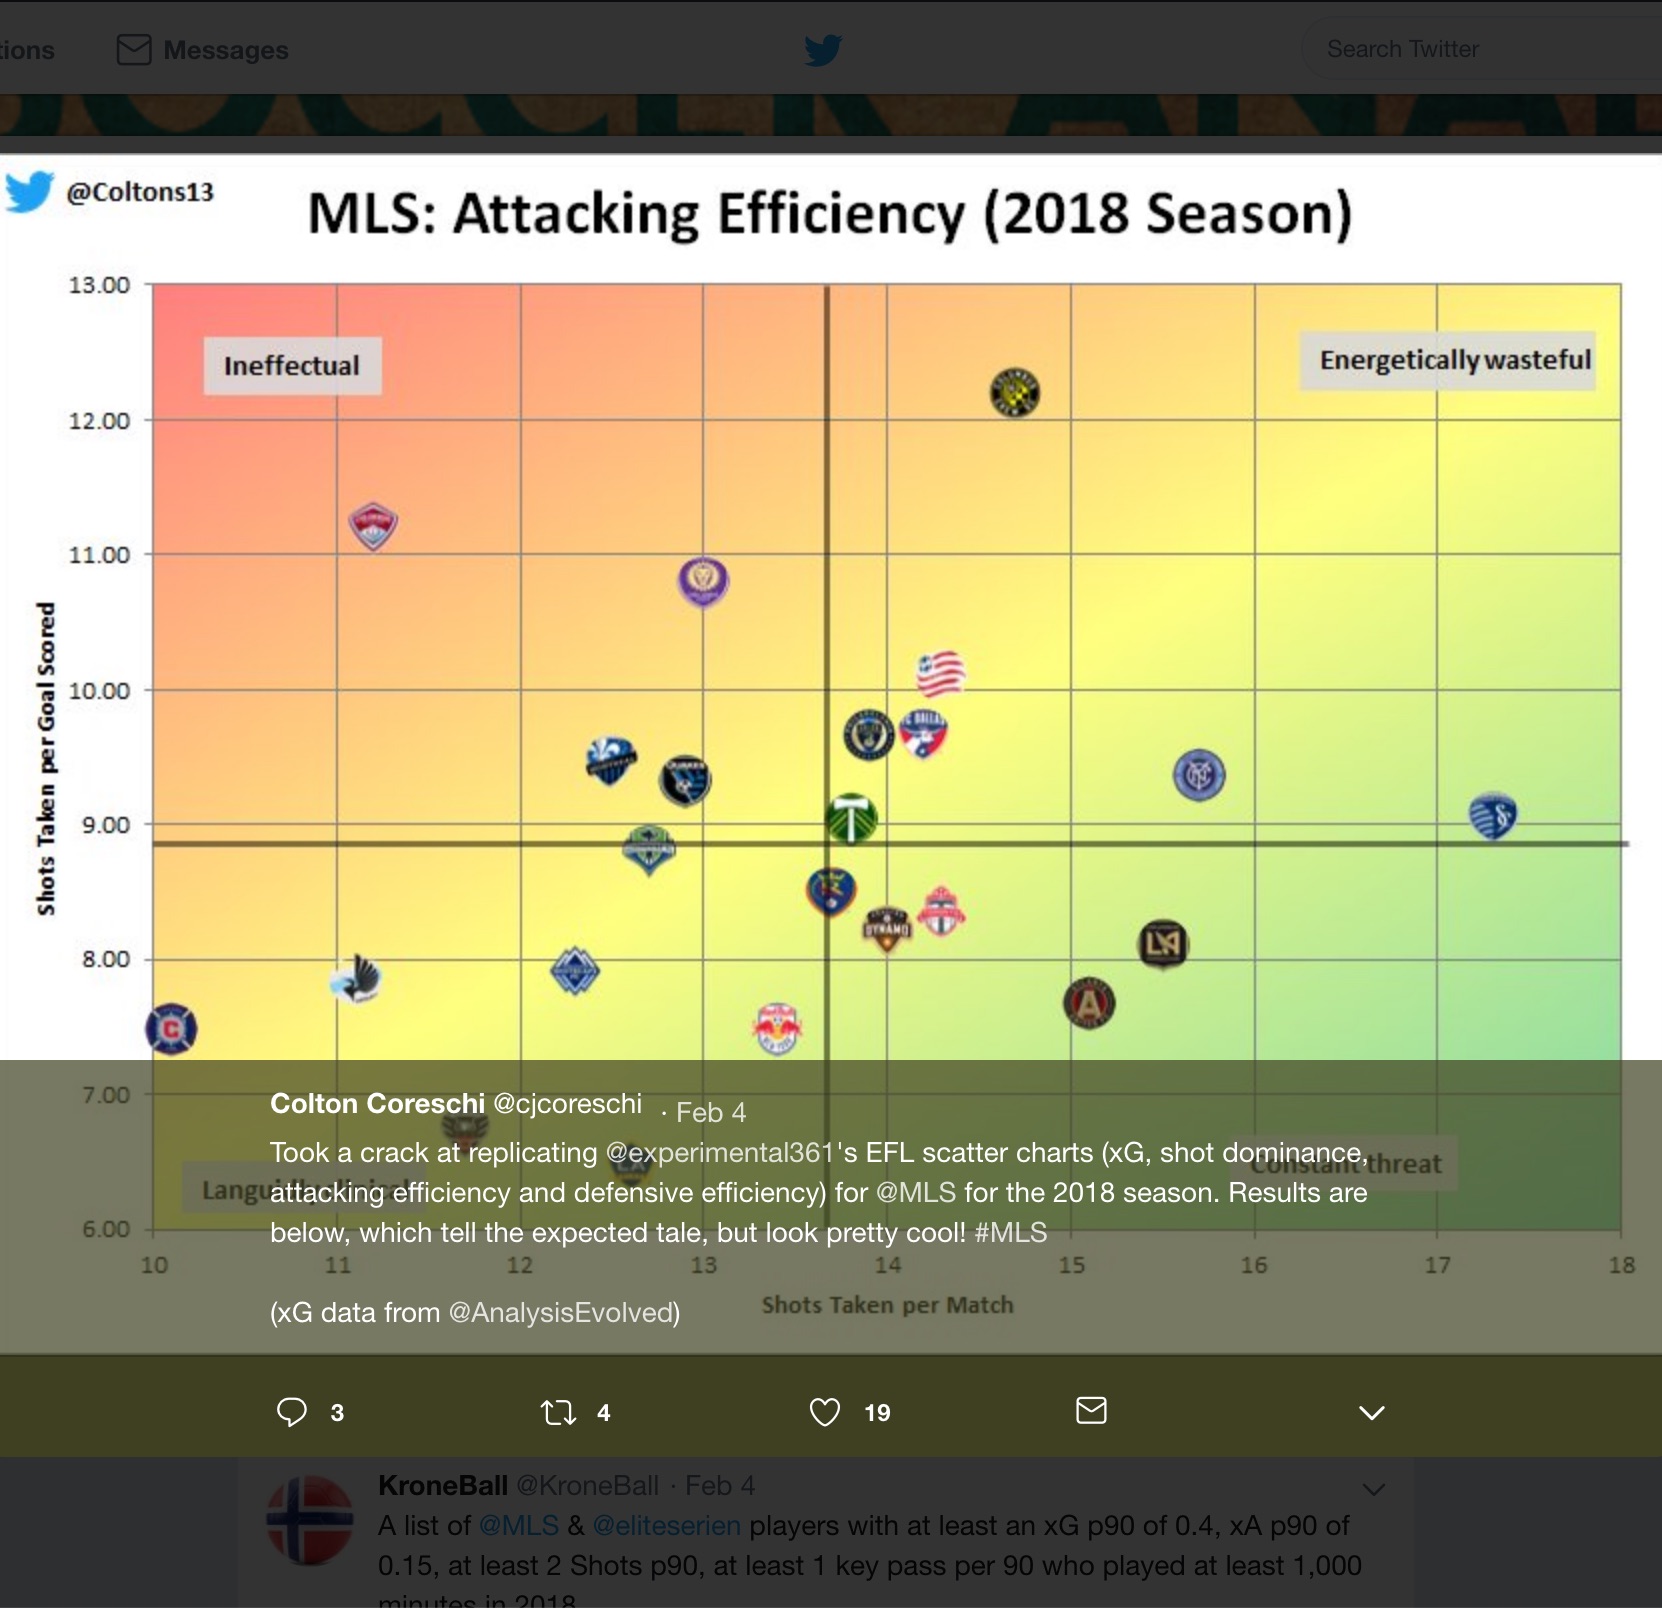 tions
Messages
Search Twitter
SOCCER ANAL
@Coltons13
MLS: Attacking Efficiency (2018 Season)
13.00
Ineffectual
Energetically wasteful
12.00
11.00
10.00
9.00
8.00
7.00
6.00
Shots Taken per Goal Scored
Languidly clinical
Constant threat
10
11
12
13
14
15
16
17
18
Shots Taken per Match
Colton Coreschi @cjcoreschi · Feb 4
Took a crack at replicating @experimental361's EFL scatter charts (xG, shot dominance,
attacking efficiency and defensive efficiency) for @MLS for the 2018 season. Results are
below, which tell the expected tale, but look pretty cool! #MLS
(xG data from @AnalysisEvolved)
3
4
19
KroneBall @KroneBall · Feb 4
A list of @MLS & @eliteserien players with at least an xG p90 of 0.4, xA p90 of
0.15, at least 2 Shots p90, at least 1 key pass per 90 who played at least 1,000
minutes in 2018